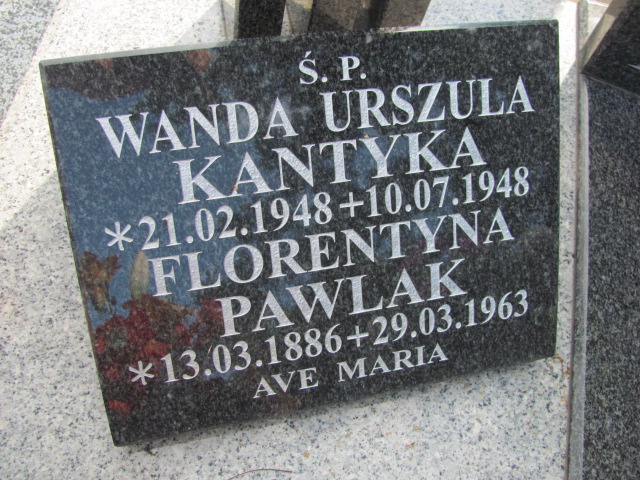 Ś. P.
WANDA URSZULA
KANTYKA
*21.02.1948+10.07.1948
FLORENTYNA
PAWLAK
*13.03.1886+29.03.1963
AVE MARIA